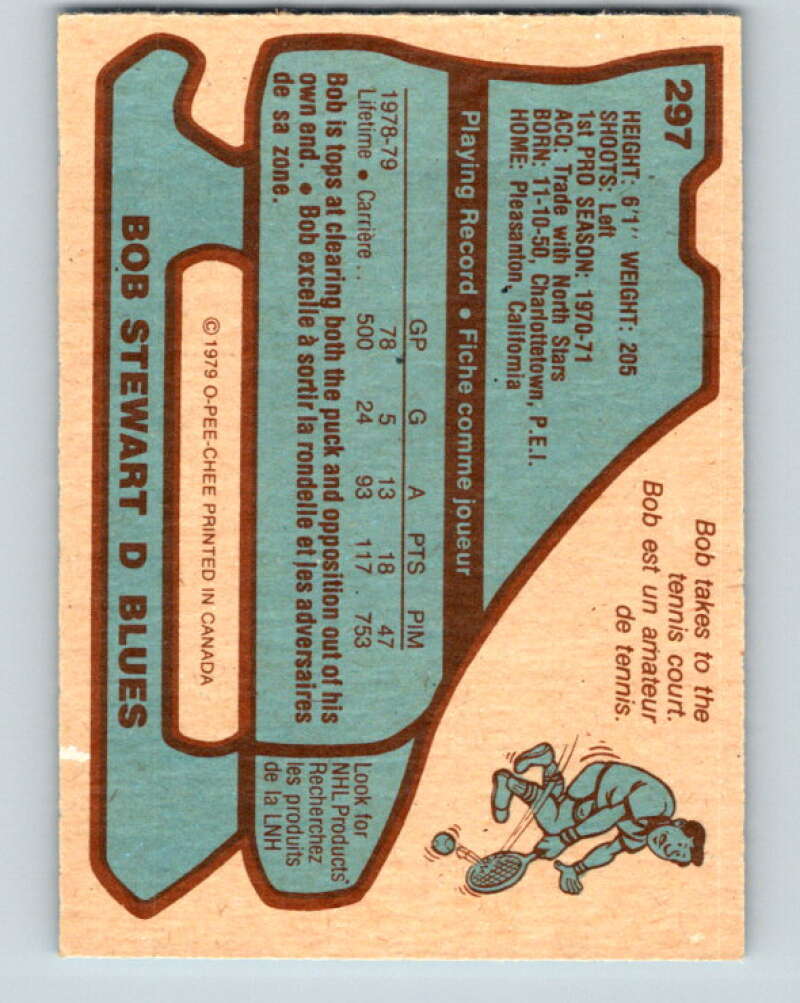 297
HEIGHT: 6'1" WEIGHT: 205
SHOOTS: Left
1st PRO SEASON: 1970-71
ACQ: Trade with North Stars
BORN: 11-10-50, Charlottetown, P.E.I.
HOME: Pleasanton, California
Bob takes to the
tennis court.
Bob est un amateur
de tennis.
Playing Record • Fiche comme joueur
GP G A PTS PIM
1978-79 78 5 13 18 47
Lifetime • Carrière .. 500 24 93 117 753
Bob is tops at clearing both the puck and opposition out of his
own end. • Bob excelle à sortir la rondelle et les adversaires
de sa zone.
Look for
NHL Products
Recherchez
les produits
de la LNH
© 1979 O-PEE-CHEE PRINTED IN CANADA
BOB STEWART D BLUES